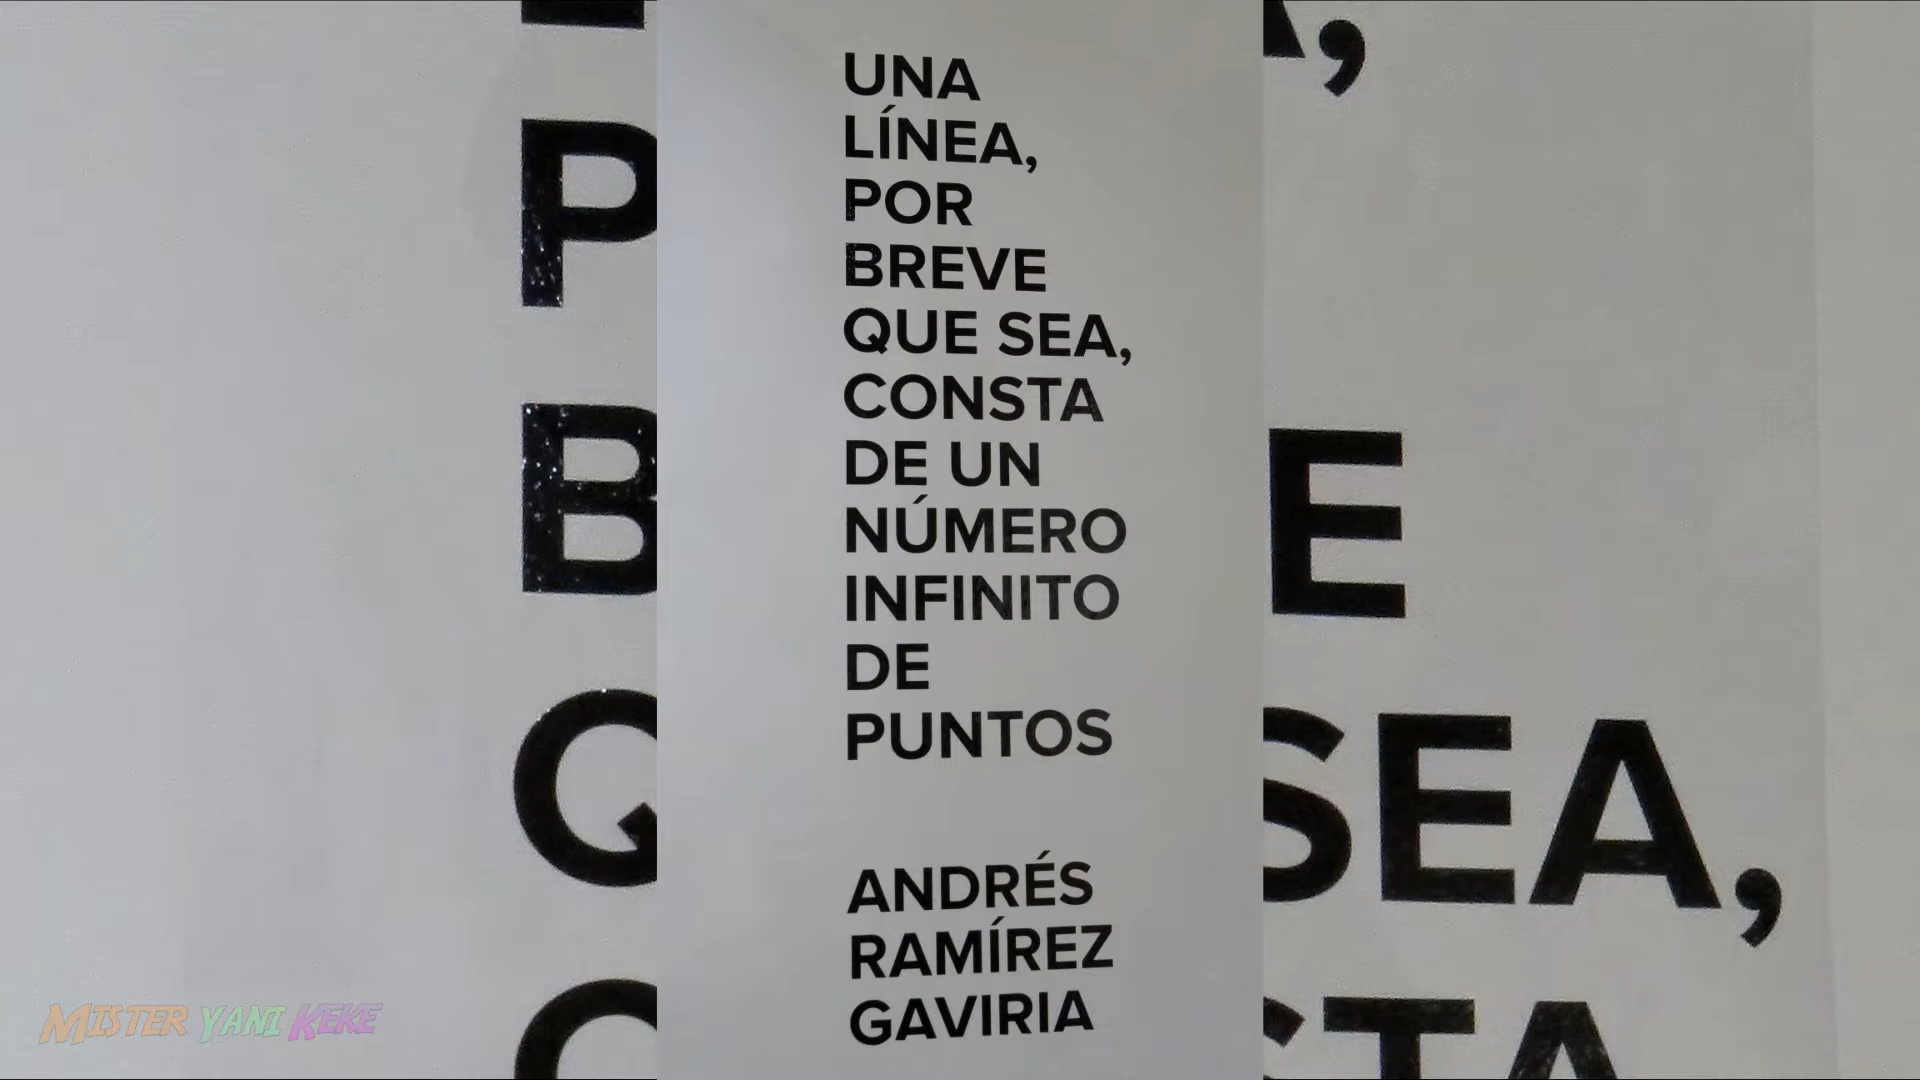 UNA
LÍNEA,
POR
BREVE
QUE SEA,
CONSTA
DE UN
NÚMERO
INFINITO
DE
PUNTOS
ANDRÉS
RAMÍREZ
GAVIRIA
MISTER YANI KEKE